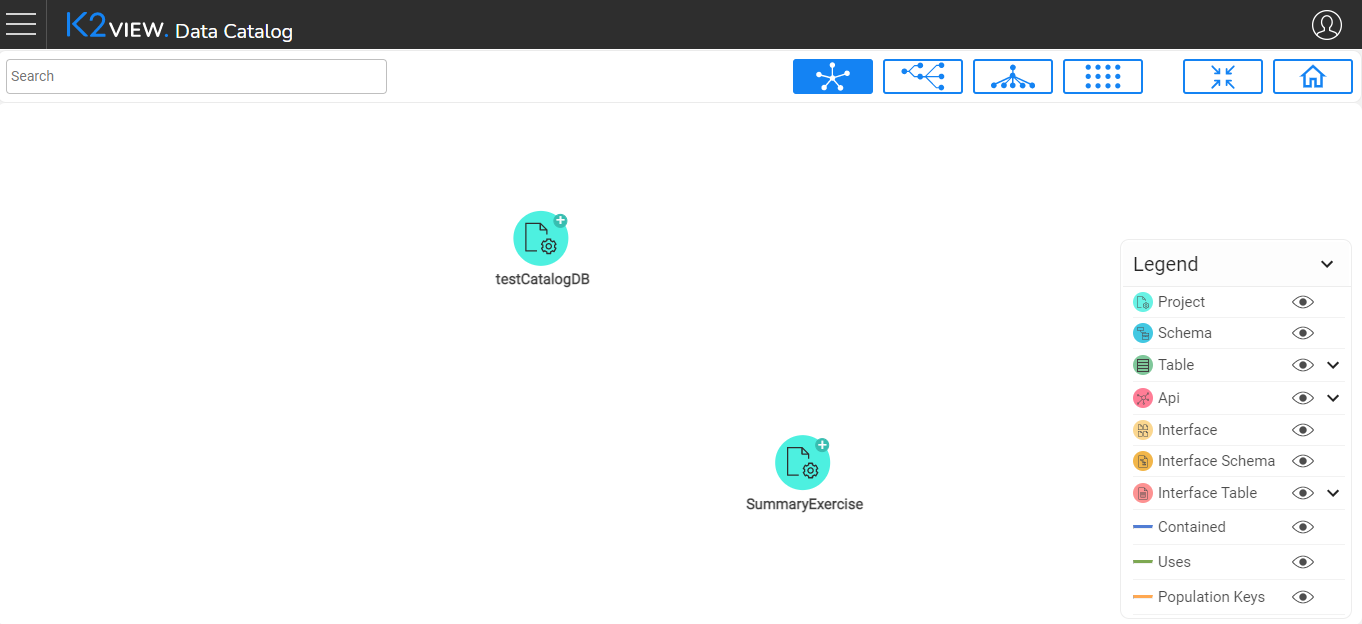 K2VIEW. Data Catalog
Search
testCatalogDB
SummaryExercise
Legend
Project
Schema
Table
Api
Interface
Interface Schema
Interface Table
Contained
Uses
Population Keys